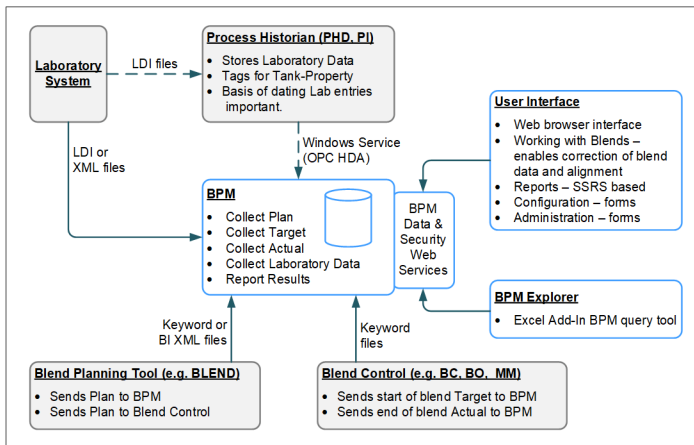 Laboratory
System
LDI files
Process Historian (PHD, PI)
• Stores Laboratory Data
• Tags for Tank-Property
• Basis of dating Lab entries
important.
LDI or
XML files
Windows Service
(OPC HDA)
User Interface
• Web browser interface
• Working with Blends –
enables correction of blend
data and alignment
• Reports – SSRS based
• Configuration – forms
• Administration – forms
BPM
• Collect Plan
• Collect Target
• Collect Actual
• Collect Laboratory Data
• Report Results
BPM
Data &
Security
Web
Services
BPM Explorer
• Excel Add-In BPM query tool
Keyword or
BI XML files
Keyword
files
Blend Planning Tool (e.g. BLEND)
• Sends Plan to BPM
• Sends Plan to Blend Control
Blend Control (e.g. BC, BO, MM)
• Sends start of blend Target to BPM
• Sends end of blend Actual to BPM